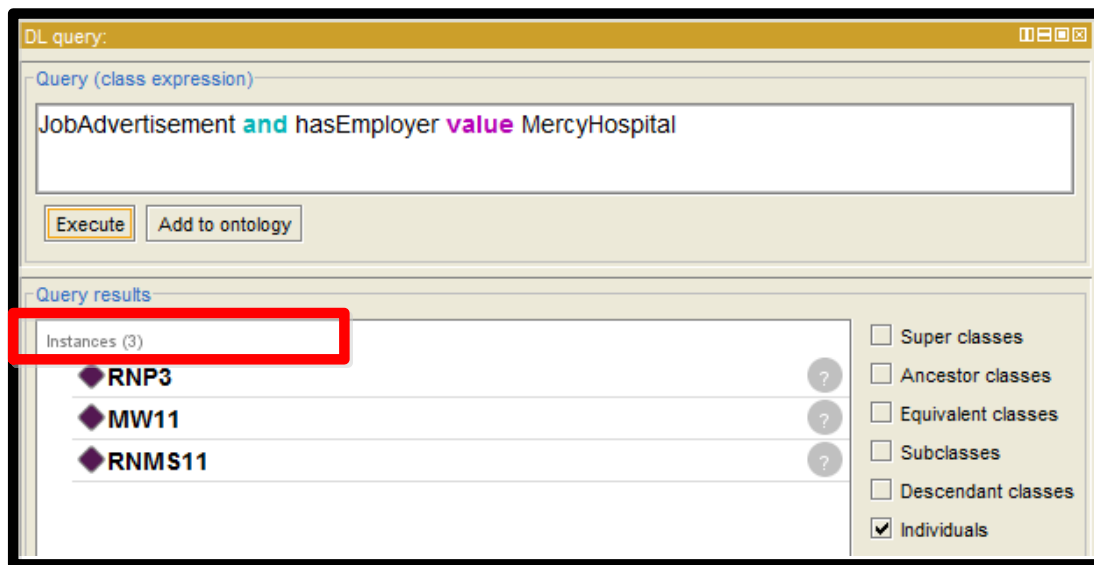 DL query:
Query (class expression)
JobAdvertisement and hasEmployer value MercyHospital
Execute Add to ontology
Query results
Instances (3)
Super classes
RNP3 ?
Ancestor classes
MW11 ?
Equivalent classes
RNMS11 ?
Subclasses
Descendant classes
Individuals